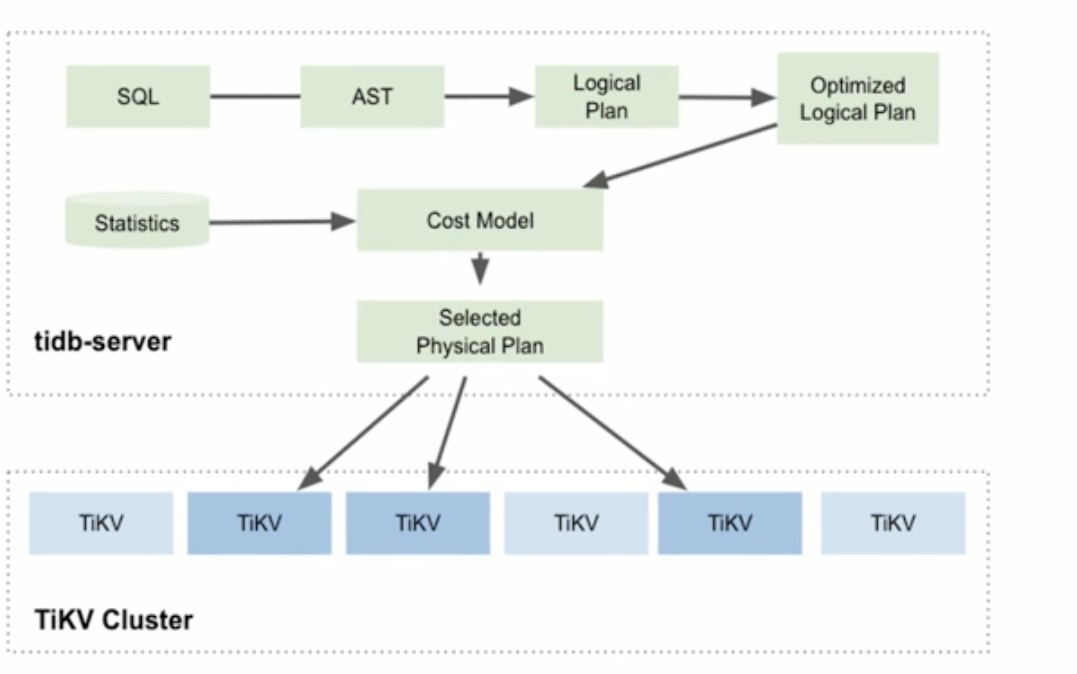 SQL
AST
Logical
Plan
Optimized
Logical Plan
Statistics
Cost Model
Selected
Physical Plan
tidb-server
TiKV
TiKV
TiKV
TiKV
TiKV
TiKV
TiKV Cluster